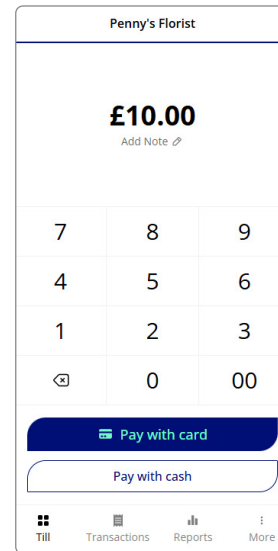 Penny's Florist
£10.00
Add Note
7 8 9
4 5 6
1 2 3
0 00
Pay with card
Pay with cash
Till Transactions Reports More